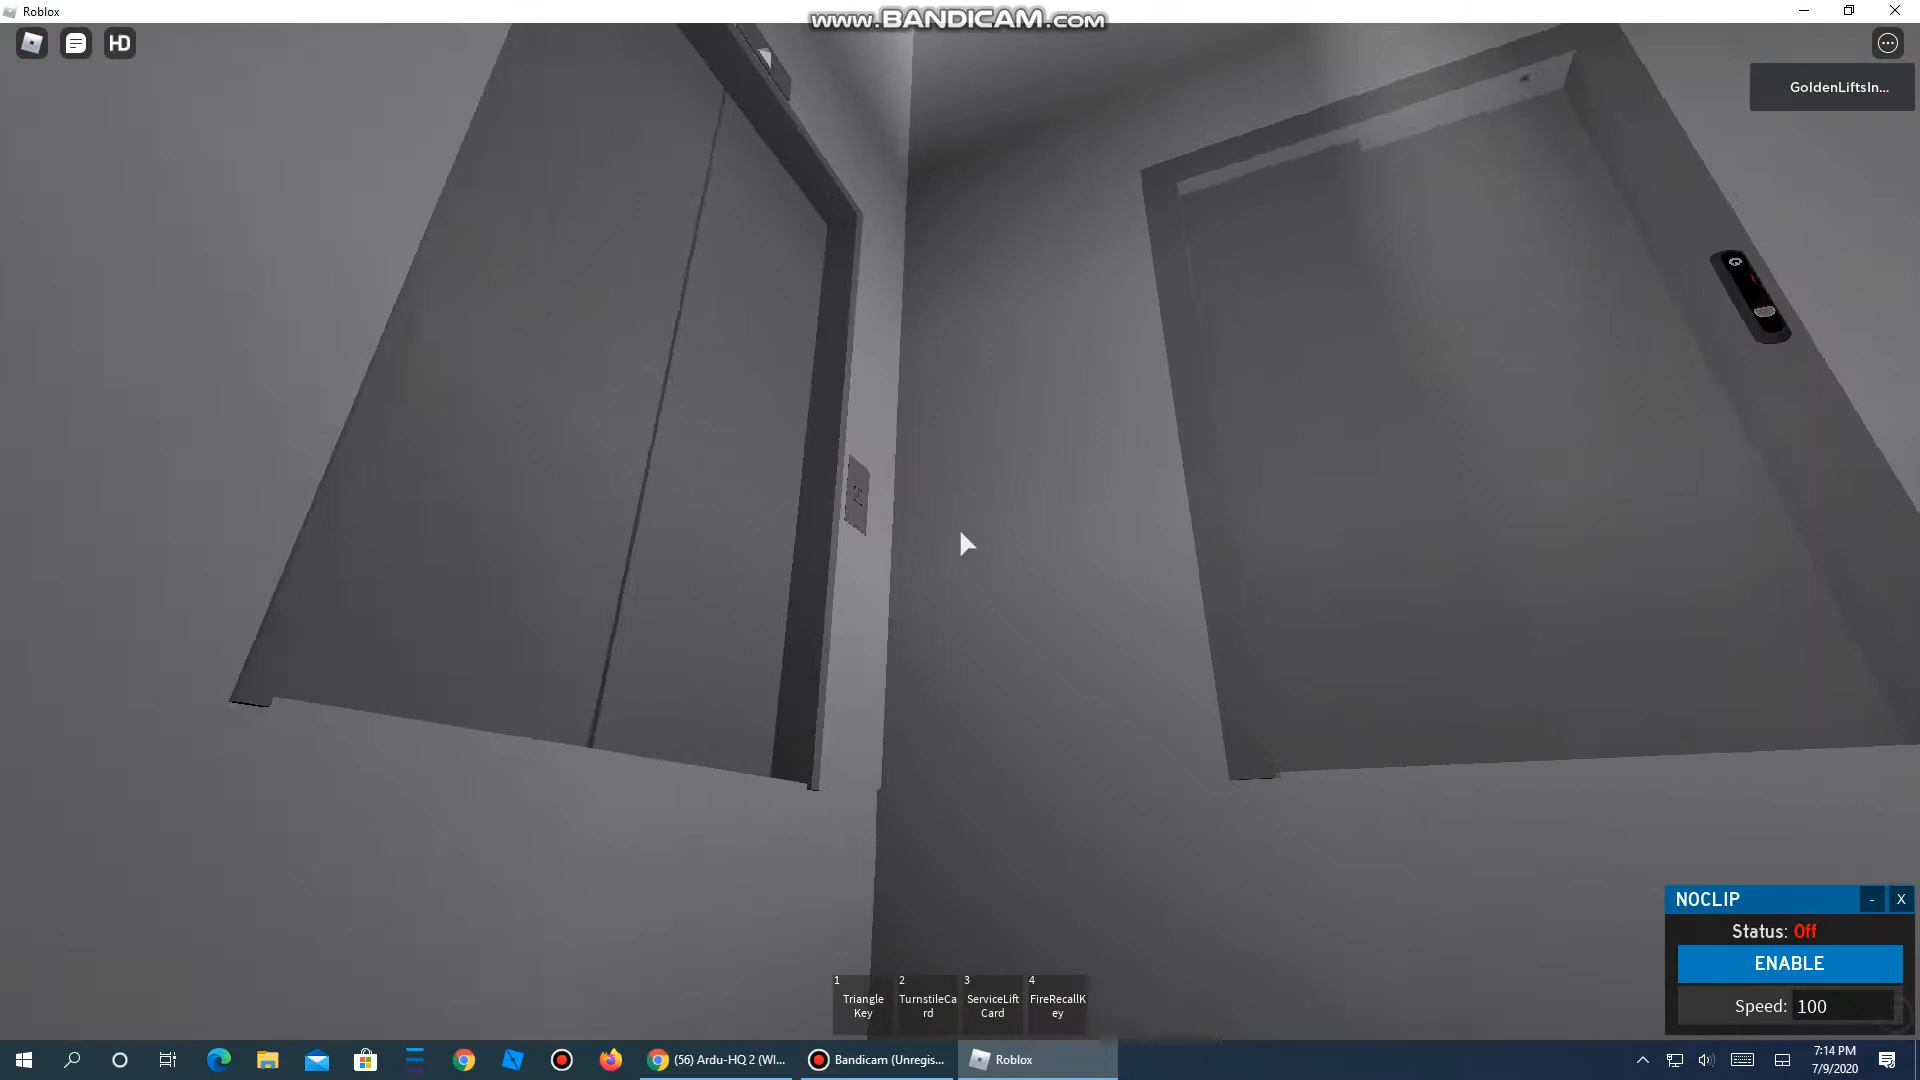 Roblox
www.BANDICAM.com
HD
GoldenLiftsIn...
NOCLIP - X
Status: Off
ENABLE
Speed: 100
1 2 3 4
Triangle TurnstileCa ServiceLift FireRecallK
Key rd Card ey
(56) Ardu-HQ 2 (WI... Bandicam (Unregis... Roblox
7:14 PM
7/9/2020